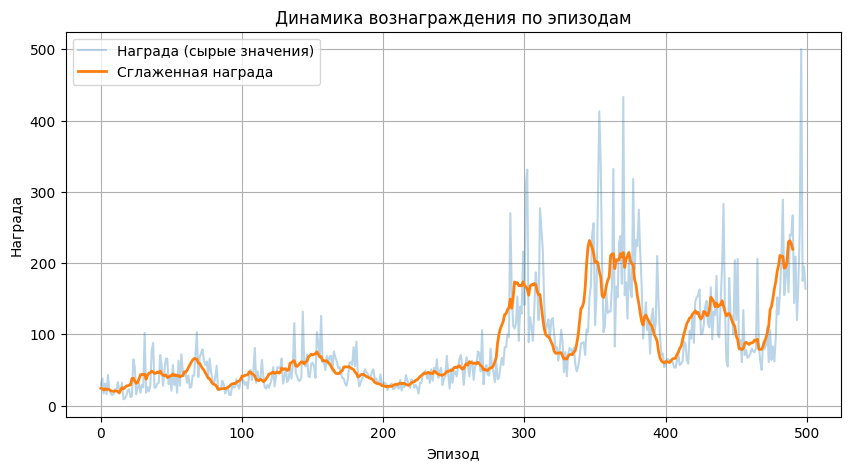 Динамика вознаграждения по эпизодам
Награда (сырые значения)
Сглаженная награда
Награда
500
400
300
200
100
0
0
100
200
300
400
500
Эпизод